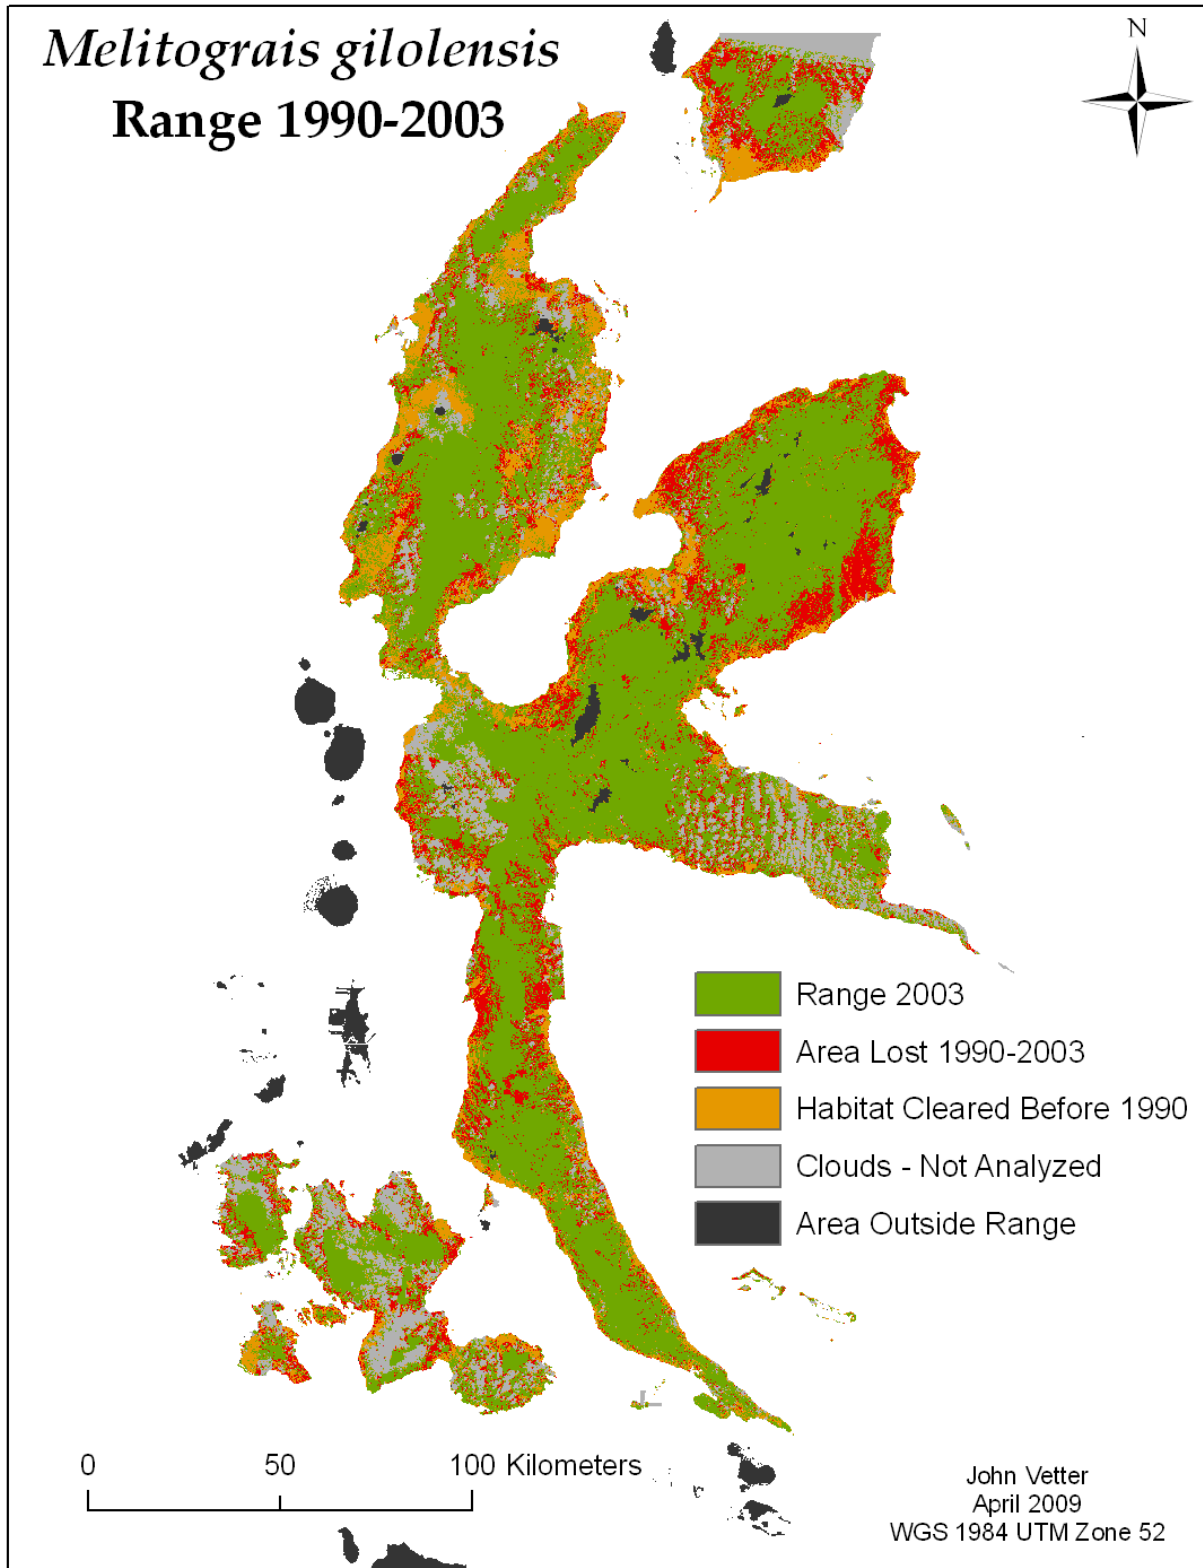 Melitograis gilolensis
Range 1990-2003
N
Range 2003
Area Lost 1990-2003
Habitat Cleared Before 1990
Clouds - Not Analyzed
Area Outside Range
0 50 100 Kilometers
John Vetter
April 2009
WGS 1984 UTM Zone 52